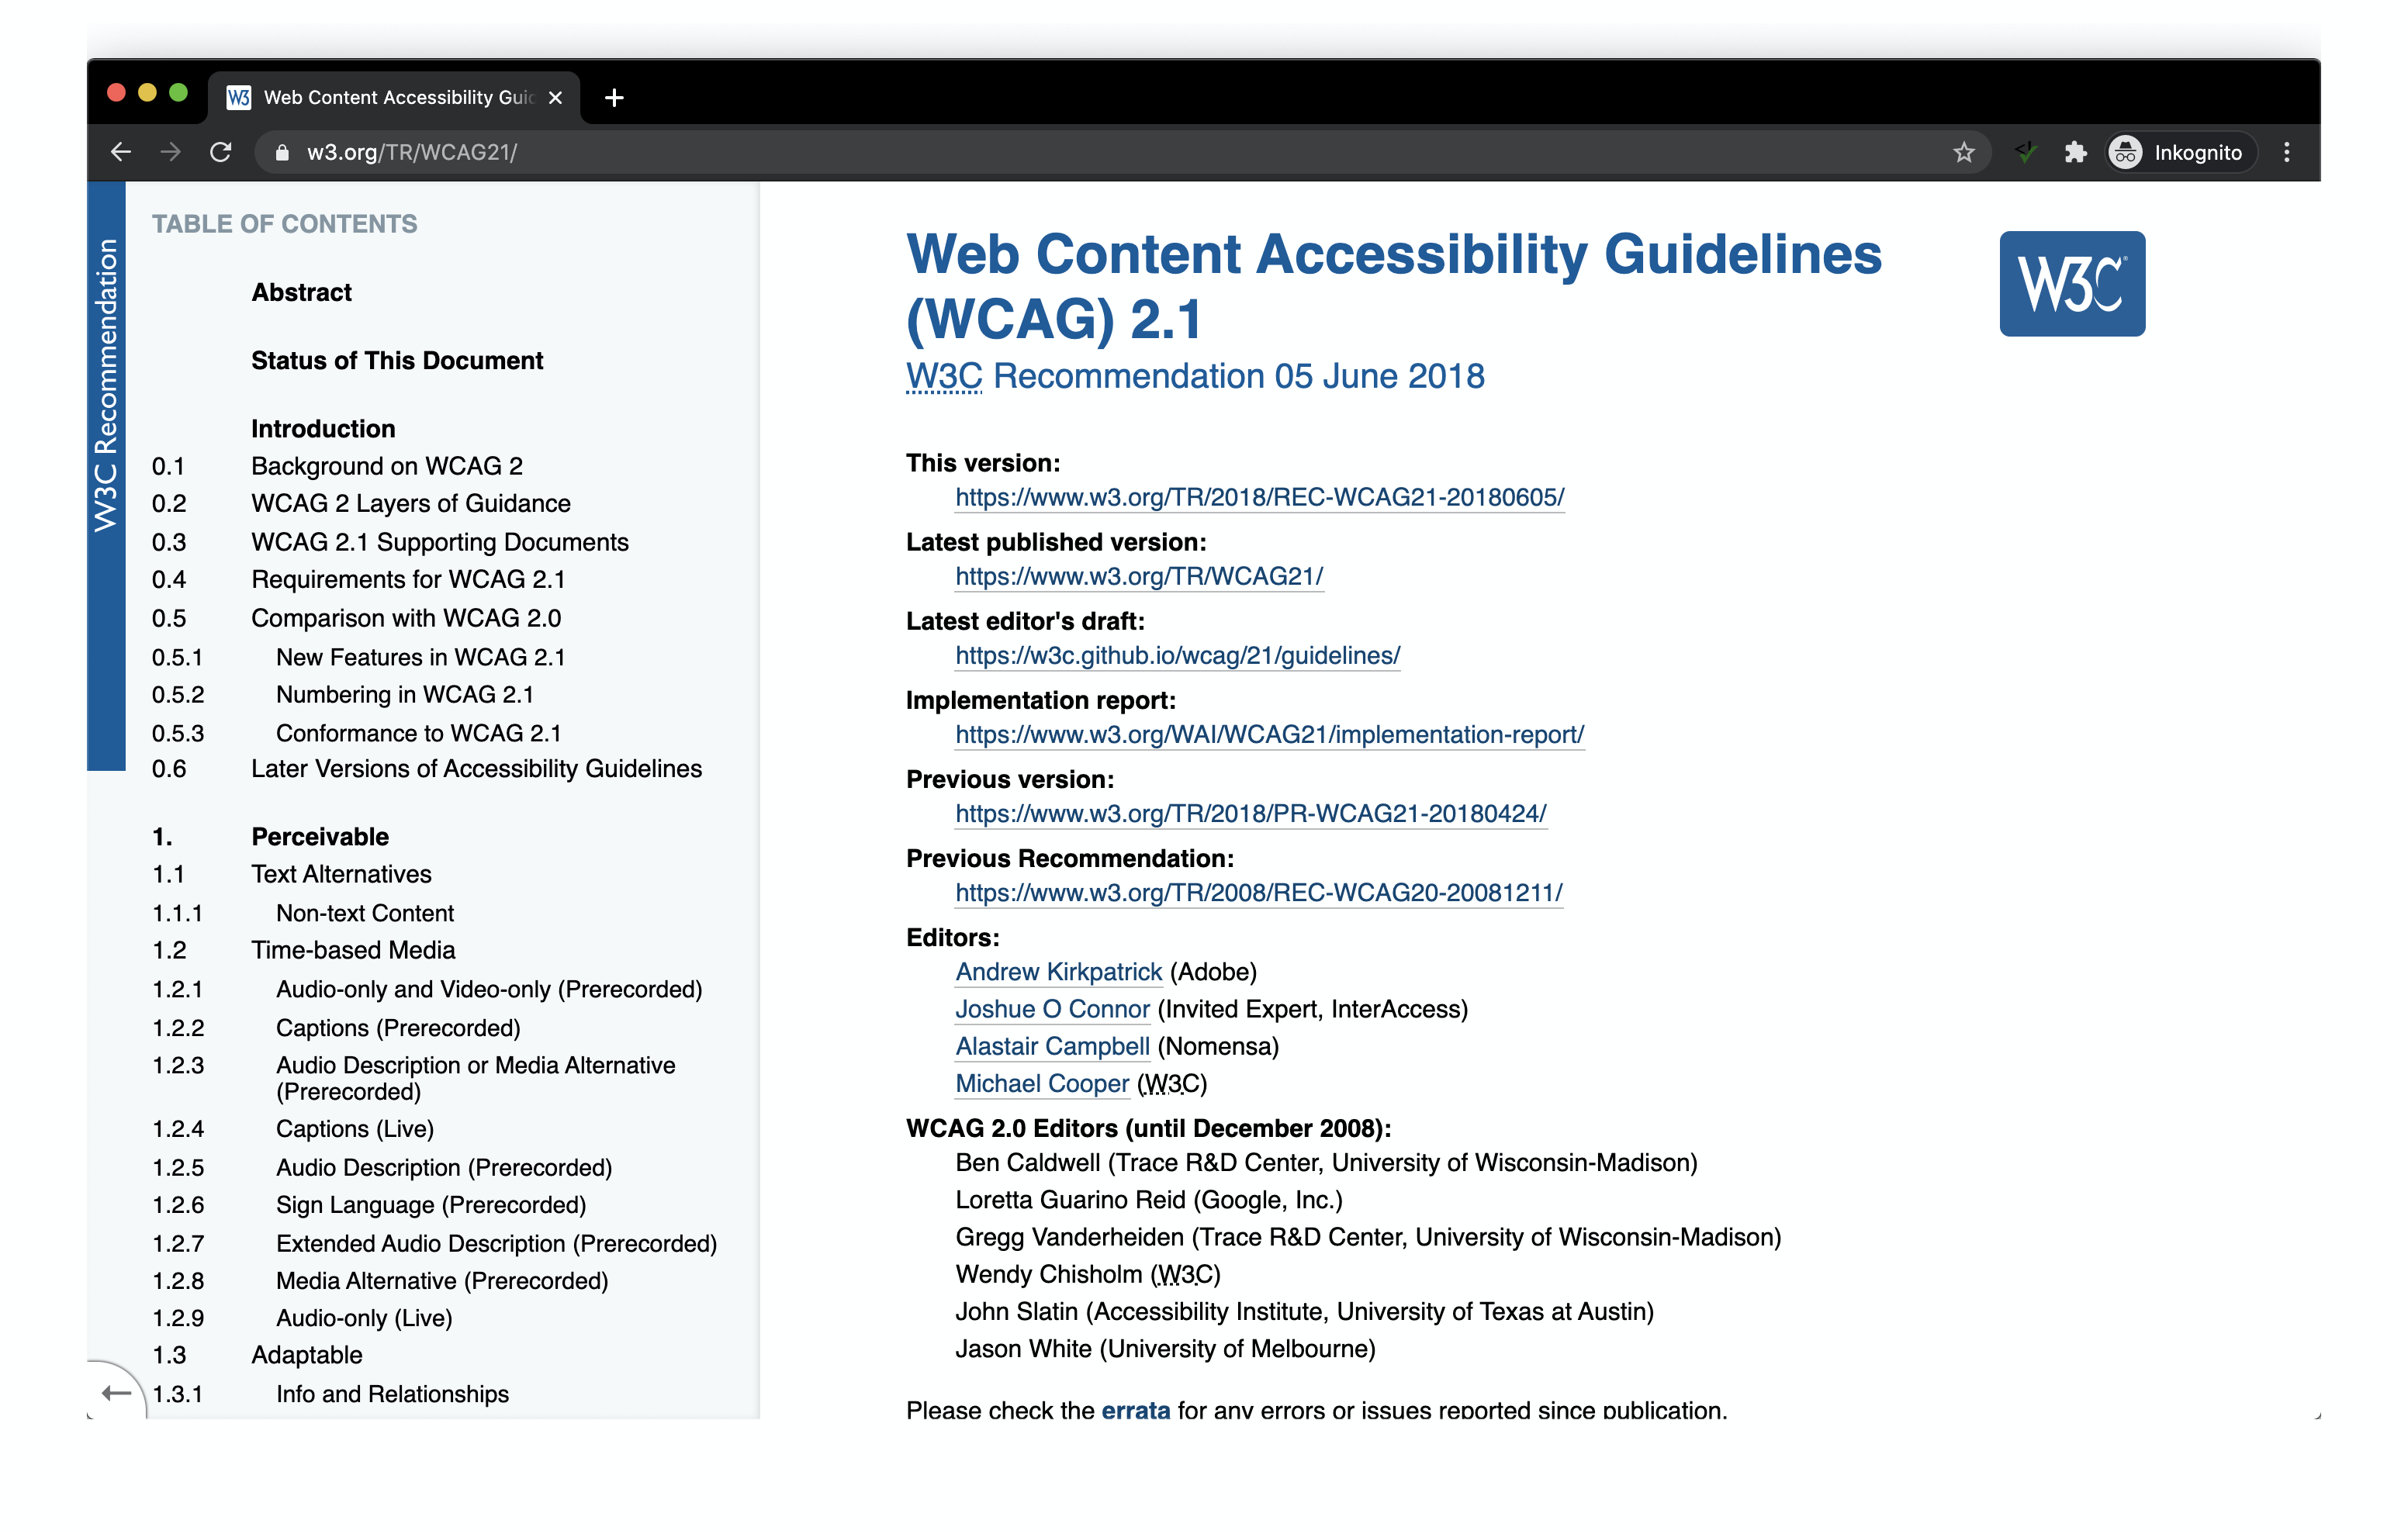 W3 Web Content Accessibility Gui
w3.org/TR/WCAG21/
Inkognito
W3C Recommendation
TABLE OF CONTENTS
Abstract
Status of This Document
Introduction
0.1 Background on WCAG 2
0.2 WCAG 2 Layers of Guidance
0.3 WCAG 2.1 Supporting Documents
0.4 Requirements for WCAG 2.1
0.5 Comparison with WCAG 2.0
0.5.1 New Features in WCAG 2.1
0.5.2 Numbering in WCAG 2.1
0.5.3 Conformance to WCAG 2.1
0.6 Later Versions of Accessibility Guidelines
1. Perceivable
1.1 Text Alternatives
1.1.1 Non-text Content
1.2 Time-based Media
1.2.1 Audio-only and Video-only (Prerecorded)
1.2.2 Captions (Prerecorded)
1.2.3 Audio Description or Media Alternative
(Prerecorded)
1.2.4 Captions (Live)
1.2.5 Audio Description (Prerecorded)
1.2.6 Sign Language (Prerecorded)
1.2.7 Extended Audio Description (Prerecorded)
1.2.8 Media Alternative (Prerecorded)
1.2.9 Audio-only (Live)
1.3 Adaptable
1.3.1 Info and Relationships
Web Content Accessibility Guidelines
(WCAG) 2.1
W3C Recommendation 05 June 2018
W3C®
This version:
https://www.w3.org/TR/2018/REC-WCAG21-20180605/
Latest published version:
https://www.w3.org/TR/WCAG21/
Latest editor's draft:
https://w3c.github.io/wcag/21/guidelines/
Implementation report:
https://www.w3.org/WAI/WCAG21/implementation-report/
Previous version:
https://www.w3.org/TR/2018/PR-WCAG21-20180424/
Previous Recommendation:
https://www.w3.org/TR/2008/REC-WCAG20-20081211/
Editors:
Andrew Kirkpatrick (Adobe)
Joshue O Connor (Invited Expert, InterAccess)
Alastair Campbell (Nomensa)
Michael Cooper (W3C)
WCAG 2.0 Editors (until December 2008):
Ben Caldwell (Trace R&D Center, University of Wisconsin-Madison)
Loretta Guarino Reid (Google, Inc.)
Gregg Vanderheiden (Trace R&D Center, University of Wisconsin-Madison)
Wendy Chisholm (W3C)
John Slatin (Accessibility Institute, University of Texas at Austin)
Jason White (University of Melbourne)
Please check the errata for any errors or issues reported since publication.